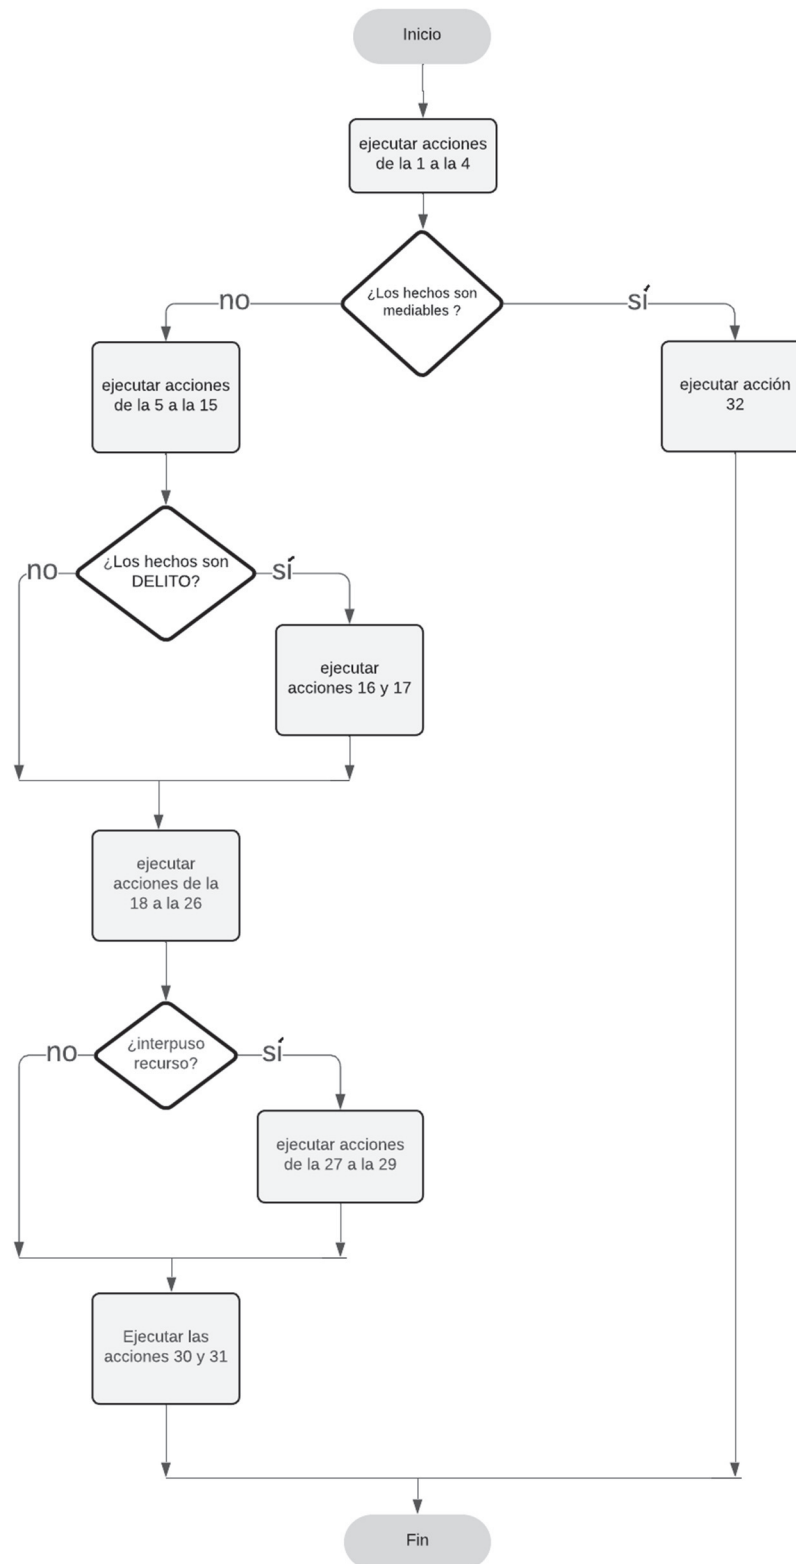 Inicio
ejecutar acciones
de la 1 a la 4
¿Los hechos son
mediables ?
no
sí
ejecutar acciones
de la 5 a la 15
ejecutar acción
32
¿Los hechos son
DELITO?
no
sí
ejecutar
acciones 16 y 17
ejecutar
acciones de la
18 a la 26
¿interpuso
recurso?
no
sí
ejecutar acciones
de la 27 a la 29
Ejecutar las
acciones 30 y 31
Fin